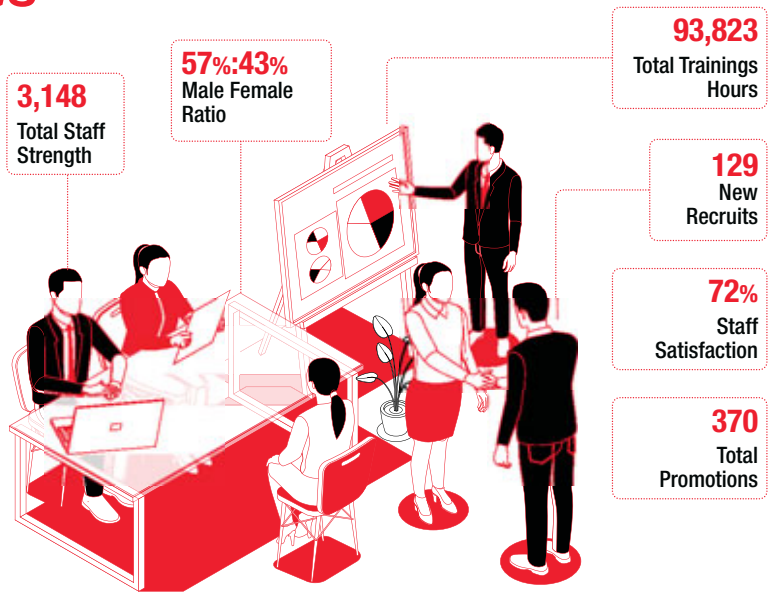 3,148
Total Staff
Strength
57%:43%
Male Female
Ratio
93,823
Total Trainings
Hours
129
New
Recruits
72%
Staff
Satisfaction
370
Total
Promotions